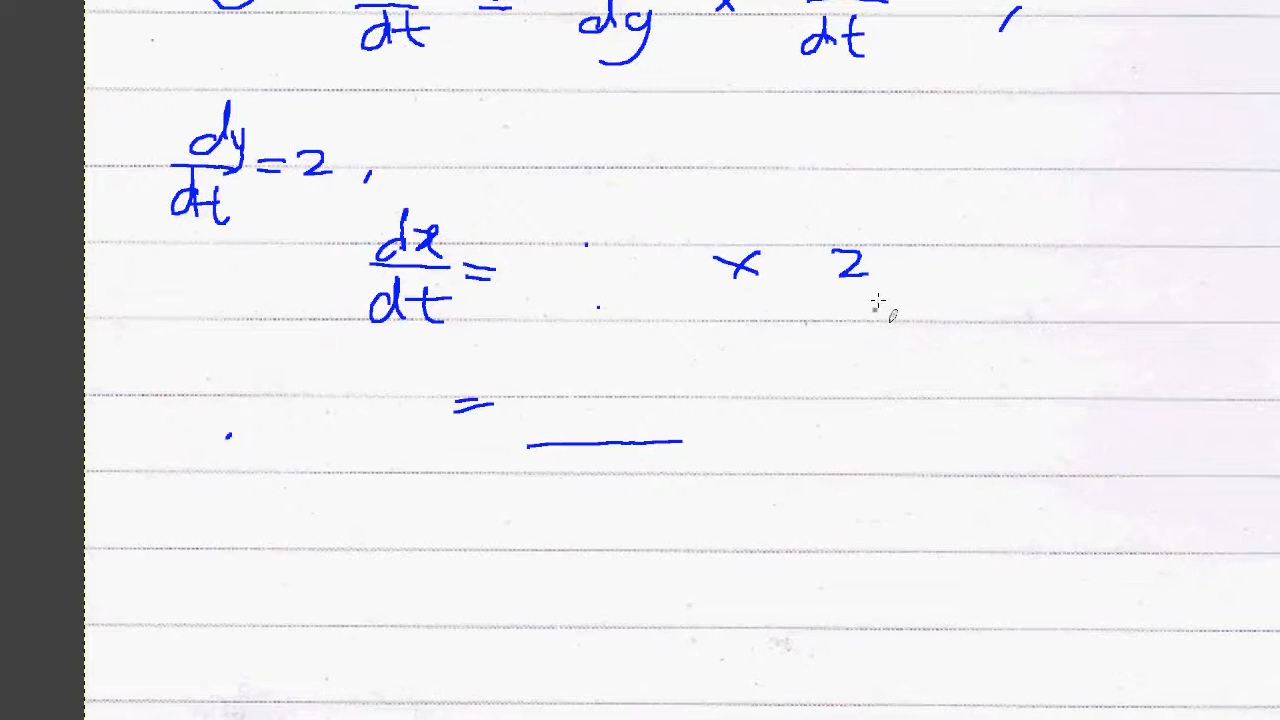 dt = dy × dt ,
dy/dt = 2 ,
dx/dt = × 2
=